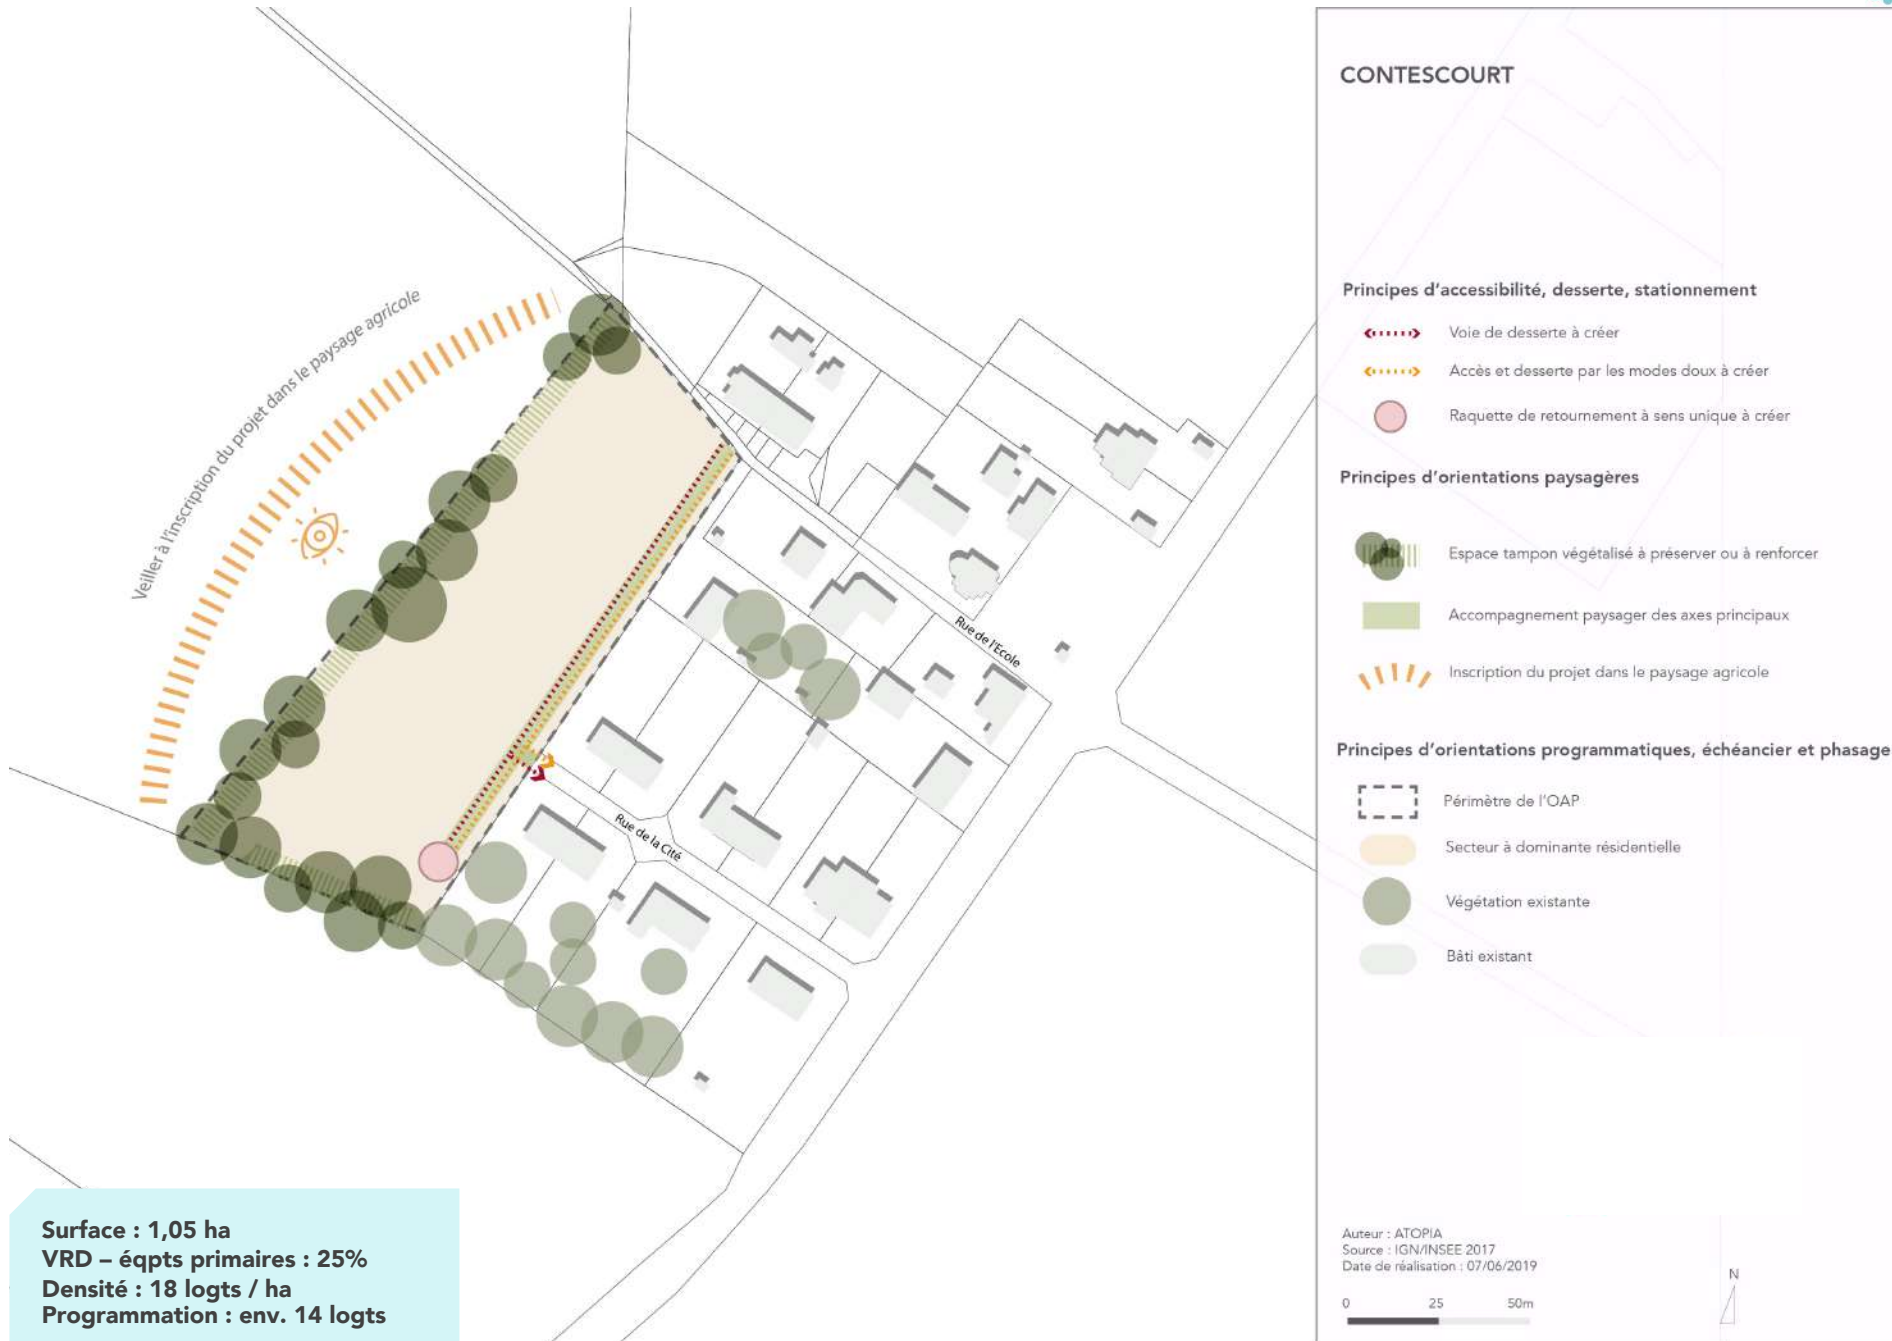 CONTESCOURT
Principes d'accessibilité, desserte, stationnement
Voie de desserte à créer
Accès et desserte par les modes doux à créer
Raquette de retournement à sens unique à créer
Principes d'orientations paysagères
Espace tampon végétalisé à préserver ou à renforcer
Accompagnement paysager des axes principaux
Inscription du projet dans le paysage agricole
Principes d'orientations programmatiques, échéancier et phasage
Périmètre de l'OAP
Secteur à dominante résidentielle
Végétation existante
Bâti existant
Auteur : ATOPIA
Source : IGN/INSEE 2017
Date de réalisation : 07/06/2019
0 25 50m
N
Veiller à l'inscription du projet dans le paysage agricole
Rue de l'Ecole
Rue de la Cité
Surface : 1,05 ha
VRD – éqpts primaires : 25%
Densité : 18 logts / ha
Programmation : env. 14 logts